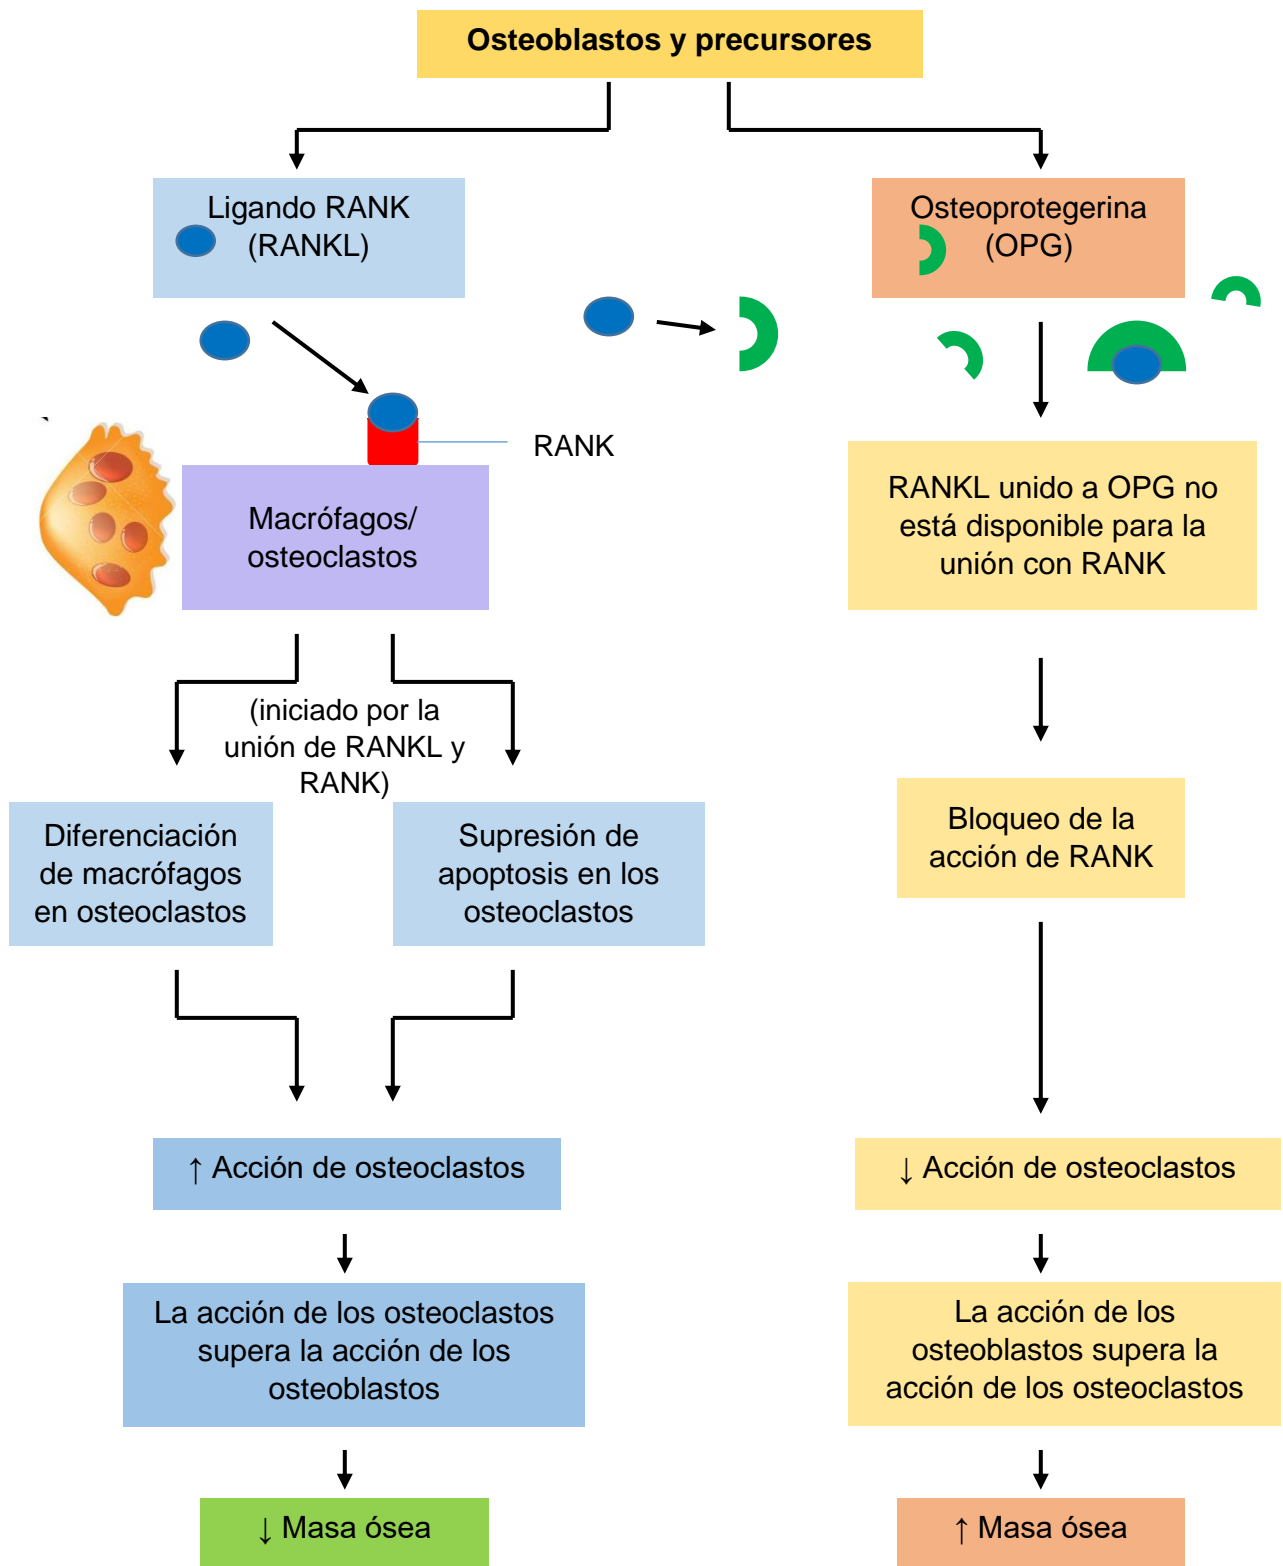 Osteoblastos y precursores
Ligando RANK
(RANKL)
Osteoprotegerina
(OPG)
RANK
Macrófagos/
osteoclastos
RANKL unido a OPG no
está disponible para la
unión con RANK
(iniciado por la
unión de RANKL y
RANK)
Diferenciación
de macrófagos
en osteoclastos
Supresión de
apoptosis en los
osteoclastos
Bloqueo de la
acción de RANK
↑ Acción de osteoclastos
↓ Acción de osteoclastos
La acción de los osteoclastos
supera la acción de los
osteoblastos
La acción de los
osteoblastos supera la
acción de los osteoclastos
↓ Masa ósea
↑ Masa ósea